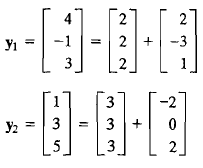 y₁ = [4 -1 3] = [2 2 2] + [2 -3 1]
y₂ = [1 3 5] = [3 3 3] + [-2 0 2]